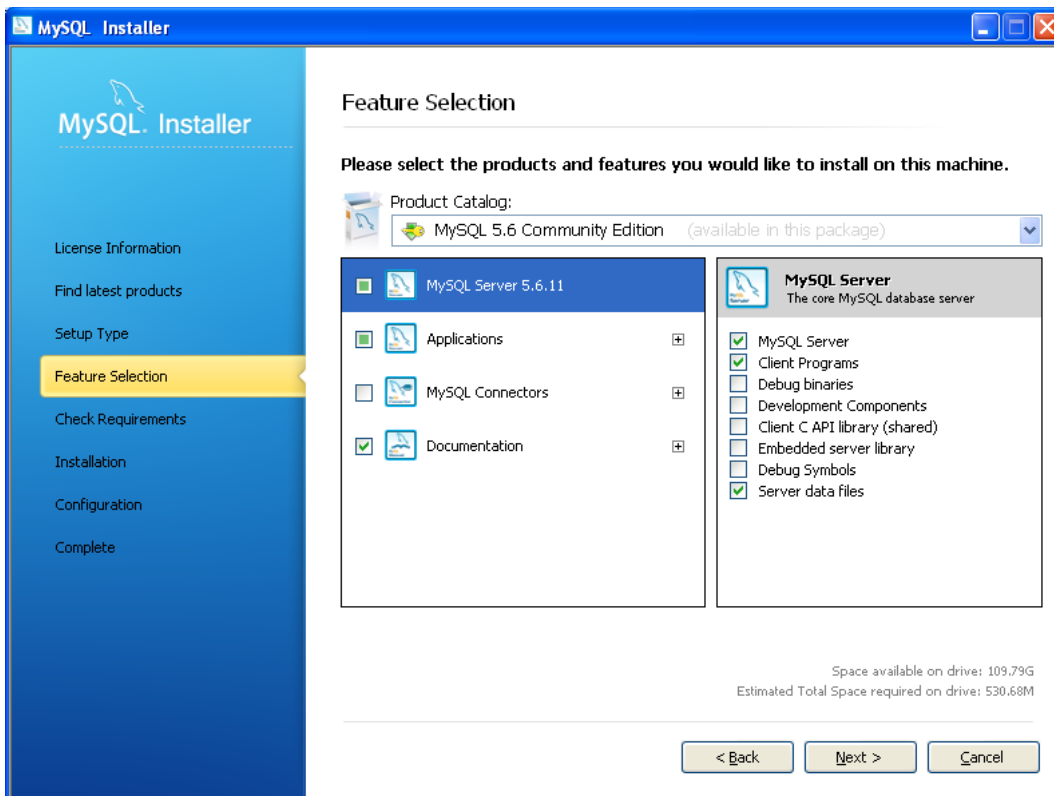 MySQL Installer
MySQL. Installer
License Information
Find latest products
Setup Type
Feature Selection
Check Requirements
Installation
Configuration
Complete
Feature Selection
Please select the products and features you would like to install on this machine.
Product Catalog:
MySQL 5.6 Community Edition (available in this package)
MySQL Server 5.6.11
Applications
MySQL Connectors
Documentation
MySQL Server
The core MySQL database server
MySQL Server
Client Programs
Debug binaries
Development Components
Client C API library (shared)
Embedded server library
Debug Symbols
Server data files
Space available on drive: 109.79G
Estimated Total Space required on drive: 530.68M
< Back
Next >
Cancel